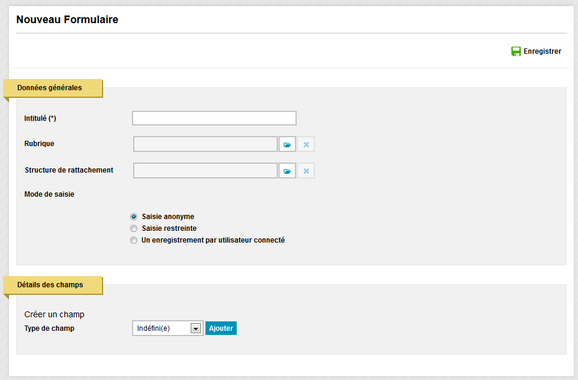 Nouveau Formulaire
Enregistrer
Données générales
Intitulé (*)
Rubrique
Structure de rattachement
Mode de saisie
Saisie anonyme
Saisie restreinte
Un enregistrement par utilisateur connecté
Détails des champs
Créer un champ
Type de champ Indéfini(e) Ajouter